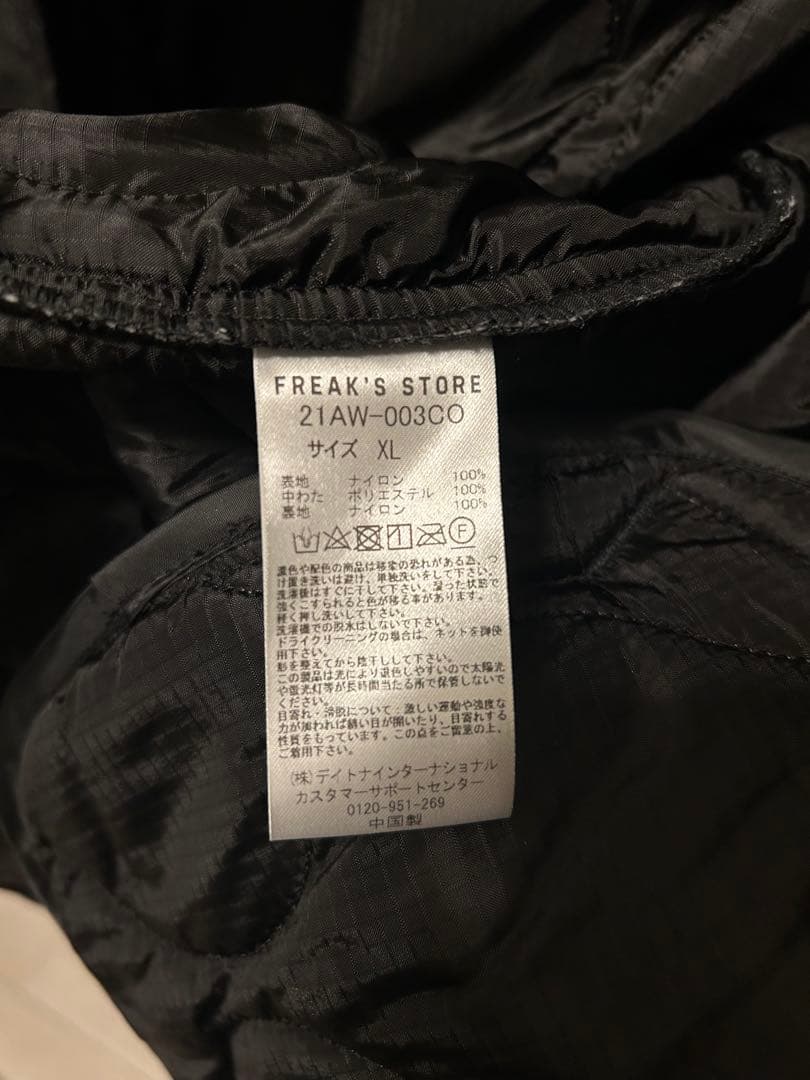 FREAK'S STORE
21AW-003CO
サイズ XL
表地 ナイロン 100%
中わた ポリエステル 100%
裏地 ナイロン 100%
F
濃色や配色の商品は移染の恐れがある為、つ
け置き洗いは避け、単独洗いをして下さい。
洗濯後はすぐに干して下さい。湿った状態で
強くこすられると色が移る事があります。
軽く押し洗いして下さい。
洗濯機での脱水はしないで下さい。
ドライクリーニングの場合は、ネットを御使
用下さい。
形を整えてから陰干しして下さい。
この製品は光により退色しやすいので太陽光
や蛍光灯等が長時間当たる所で保管しないで
ください。
目寄れ・滑脱について:激しい運動や強度な
力が加われば縫い目が開いたり、目寄れする
性質をもっています。この点をご留意の上、
ご着用下さい。
(株)デイトナインターナショナル
カスタマーサポートセンター
0120-951-269
中国製